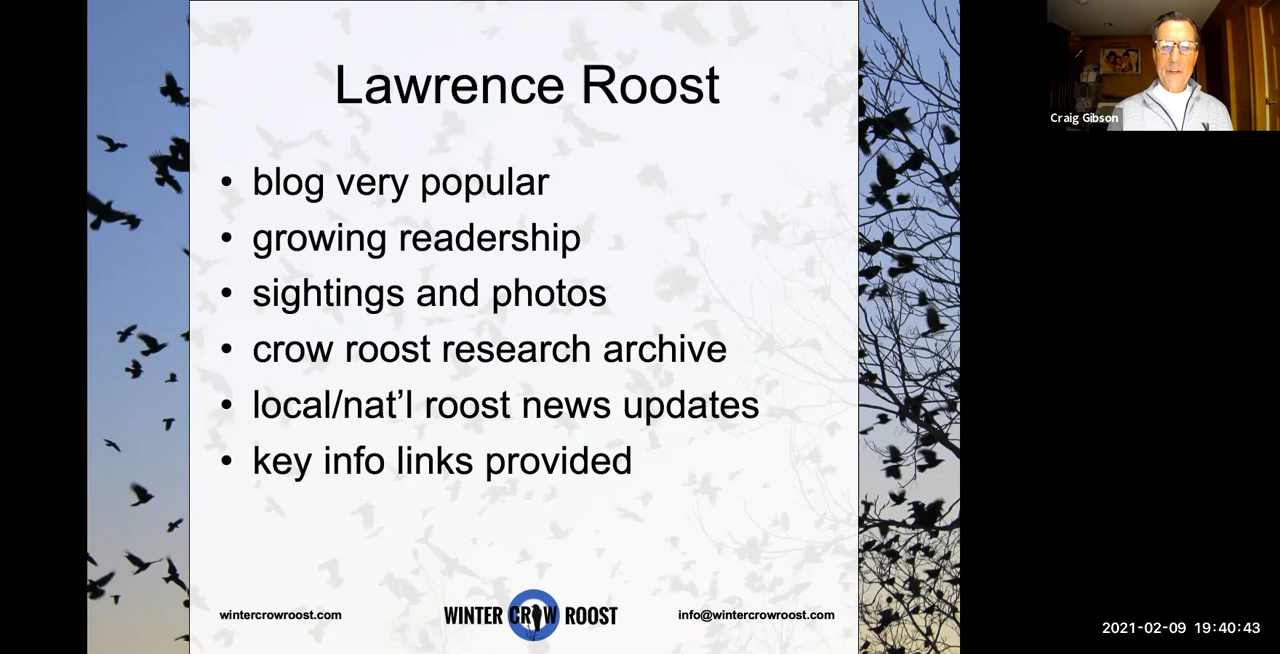 Lawrence Roost
• blog very popular
• growing readership
• sightings and photos
• crow roost research archive
• local/nat’l roost news updates
• key info links provided
wintercrowroost.com
WINTER CROW ROOST
info@wintercrowroost.com
Craig Gibson
2021-02-09 19:40:43